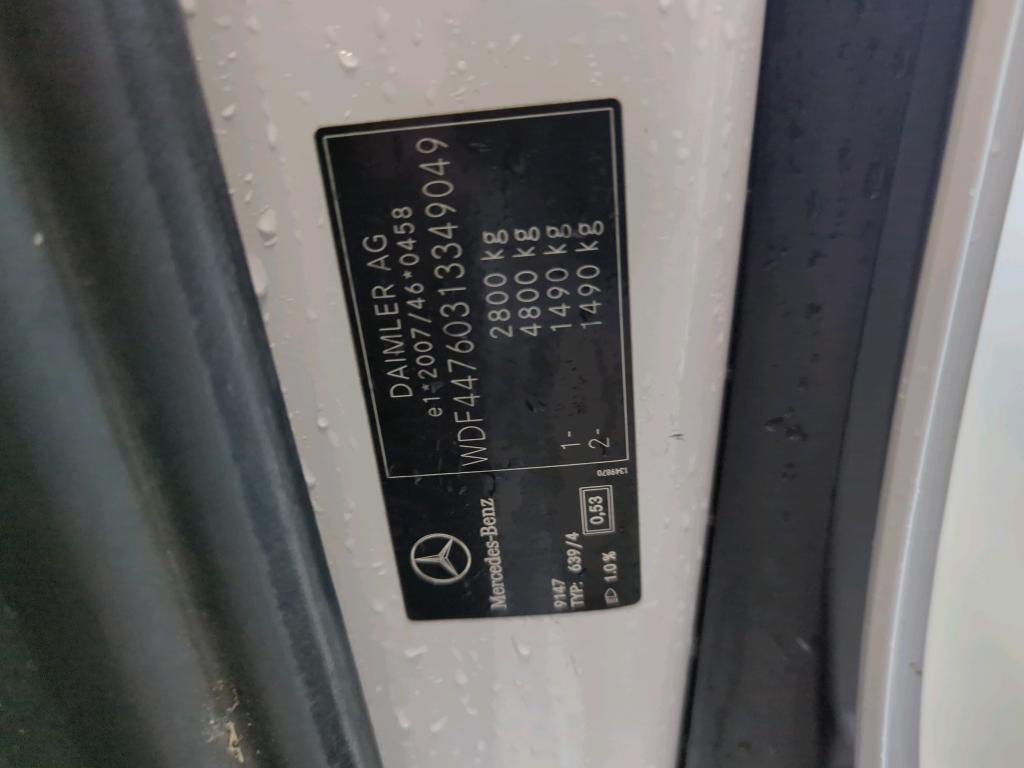 DAIMLER AG
e1*2007/46*0458
WDF44760313349049
2800 kg
4800 kg
1- 1490 kg
2- 1490 kg
Mercedes-Benz
9147
TYP: 639/4
1.0%
0,53
1349870